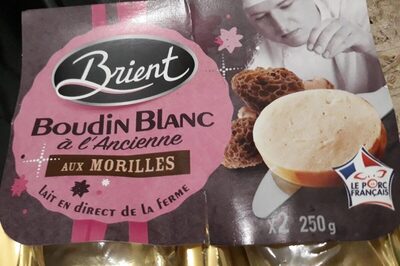 Brient
BOUDIN BLANC
à l'Ancienne
AUX MORILLES
LAIT EN DIRECT DE LA FERME
x2 250g
LE PORC
FRANÇAIS